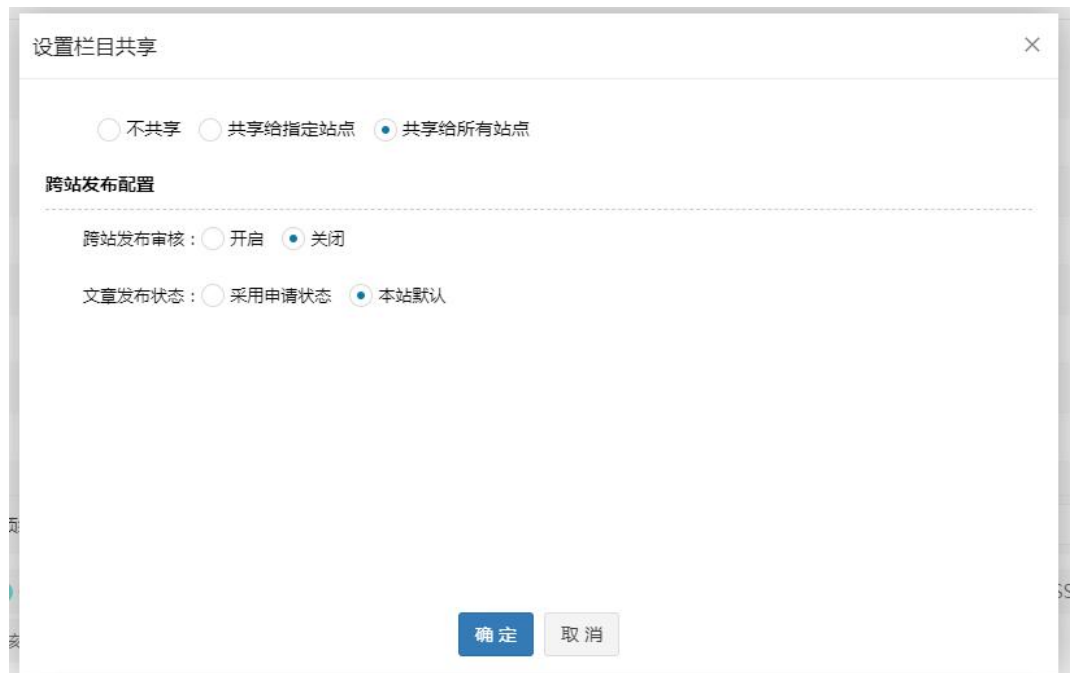 设置栏目共享
不共享 共享给指定站点 共享给所有站点
跨站发布配置
跨站发布审核：开启 关闭
文章发布状态：采用申请状态 本站默认
确定 取消